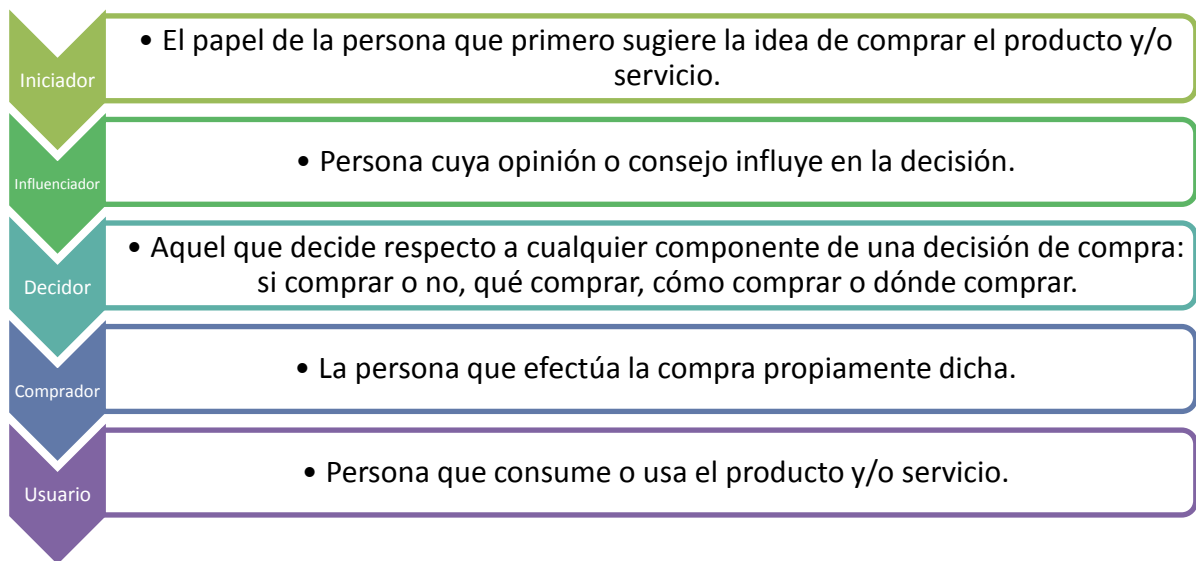 • El papel de la persona que primero sugiere la idea de comprar el producto y/o
servicio.
Iniciador
• Persona cuya opinión o consejo influye en la decisión.
Influenciador
• Aquel que decide respecto a cualquier componente de una decisión de compra:
si comprar o no, qué comprar, cómo comprar o dónde comprar.
Decidor
• La persona que efectúa la compra propiamente dicha.
Comprador
• Persona que consume o usa el producto y/o servicio.
Usuario